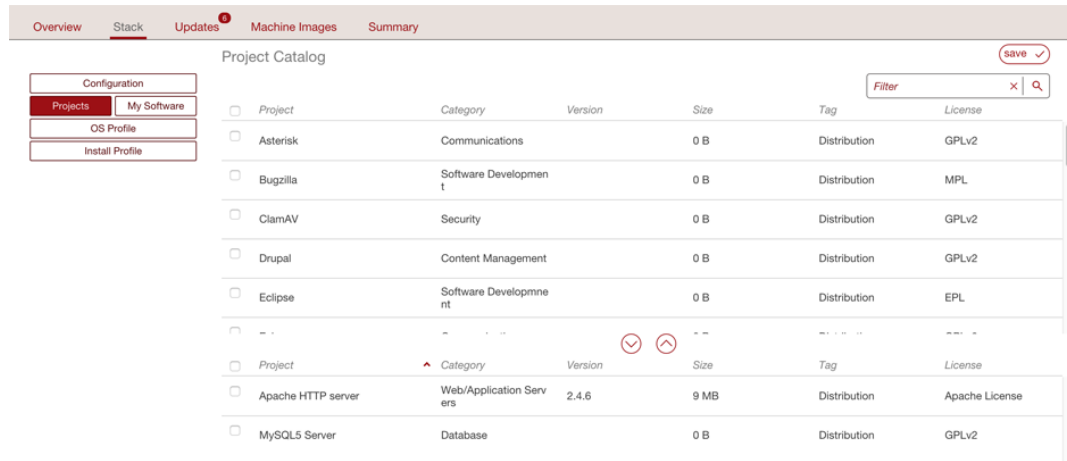 Overview Stack Updates 6 Machine Images Summary
Project Catalog
save
Configuration
Projects My Software
OS Profile
Install Profile
Filter
Project Category Version Size Tag License
Asterisk Communications 0 B Distribution GPLv2
Bugzilla Software Developmen
t 0 B Distribution MPL
ClamAV Security 0 B Distribution GPLv2
Drupal Content Management 0 B Distribution GPLv2
Eclipse Software Developmne
nt 0 B Distribution EPL
Project Category Version Size Tag License
Apache HTTP server Web/Application Serv
ers 2.4.6 9 MB Distribution Apache License
MySQL5 Server Database 0 B Distribution GPLv2